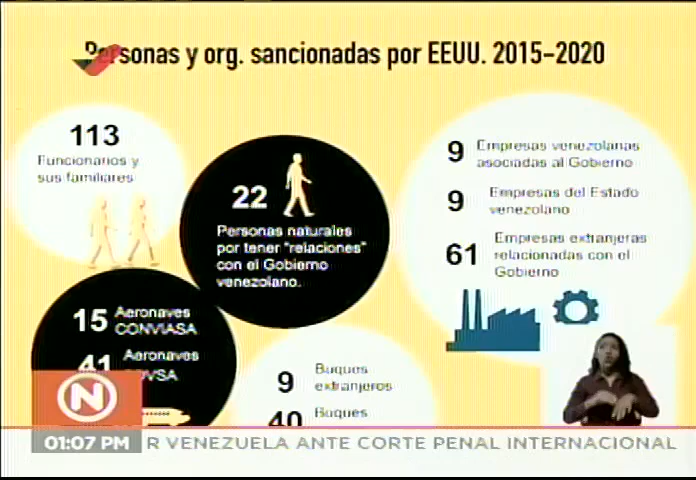 Personas y org. sancionadas por EEUU. 2015-2020
113
Funcionarios y
sus familiares
22
Personas naturales
por tener "relaciones"
con el Gobierno
venezolano.
9
Empresas venezolanas
asociadas al Gobierno
9
Empresas del Estado
venezolano
61
Empresas extranjeras
relacionadas con el
Gobierno
15
Aeronaves
CONVIASA
41
Aeronaves
9
Buques
extranjeros
40
Buques
N
01:07 PM
R VENEZUELA ANTE CORTE PENAL INTERNACIONAL